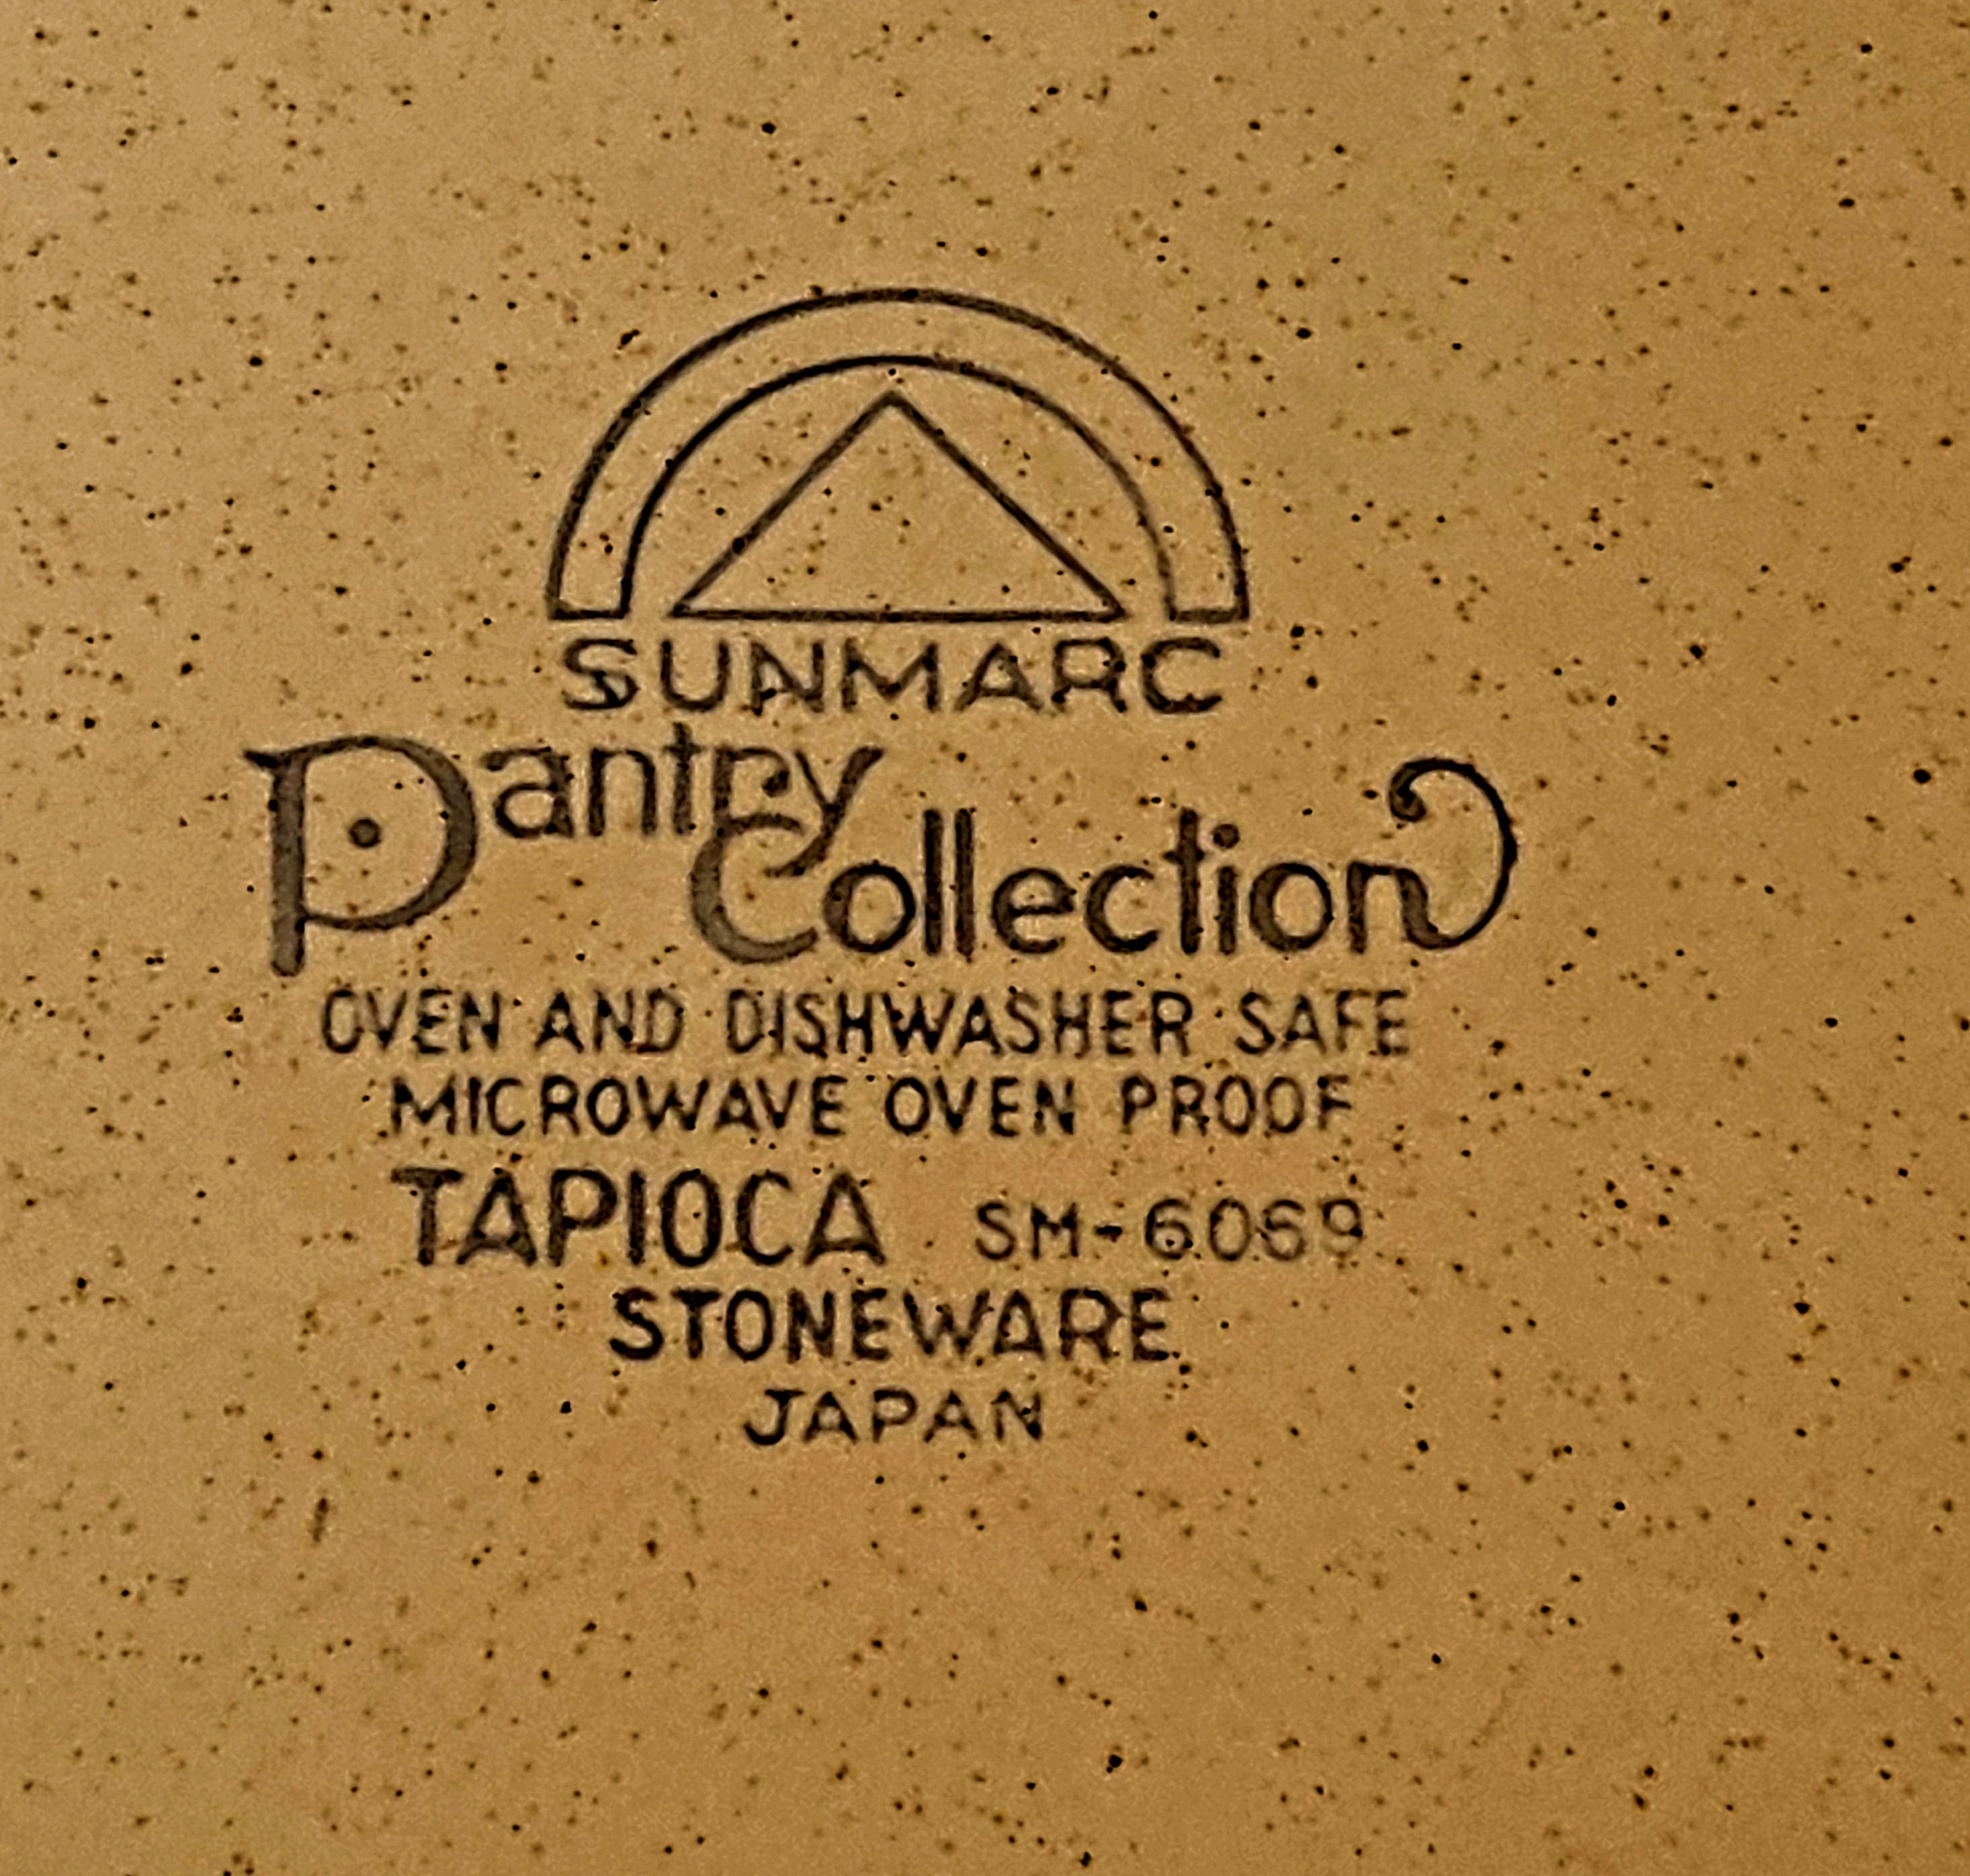 SUNMARC
Pantry
Collection
OVEN AND DISHWASHER SAFE
MICROWAVE OVEN PROOF
TAPIOCA SM-6069
STONEWARE
JAPAN